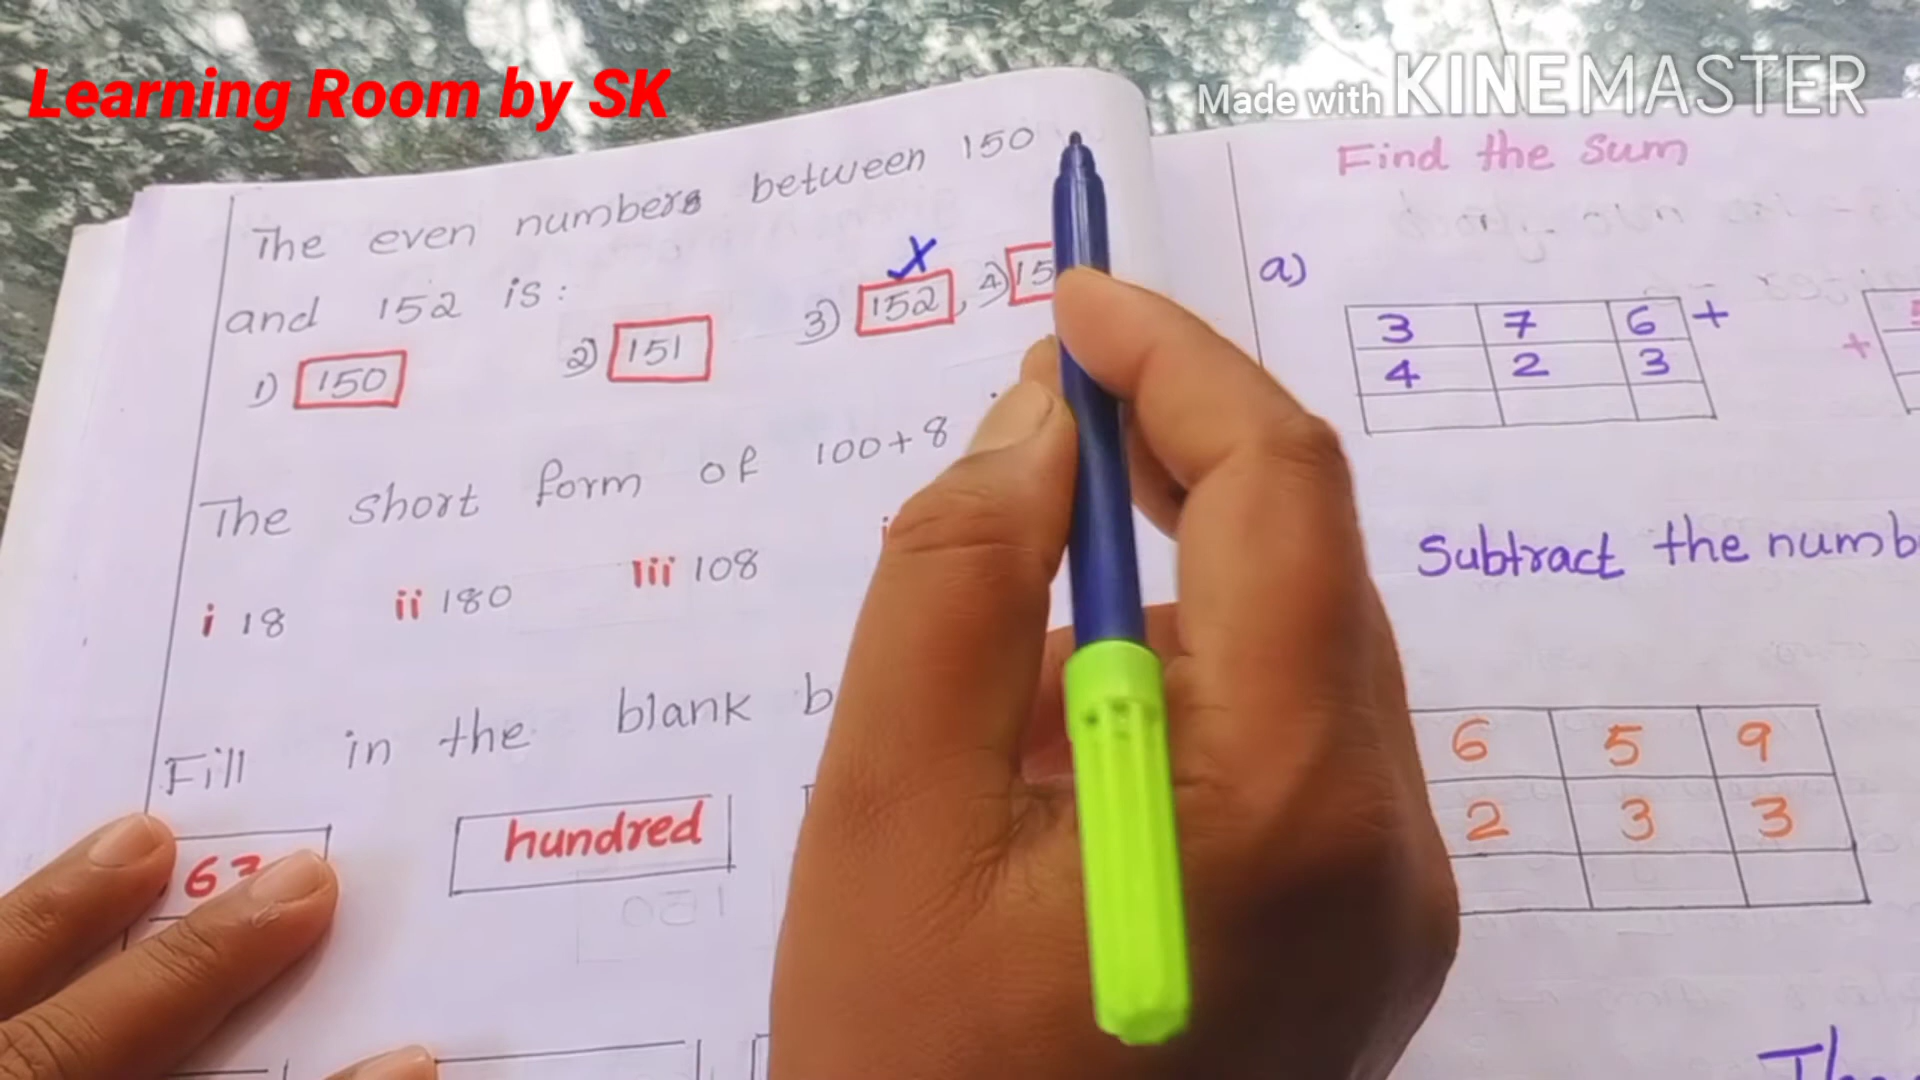 Learning Room by SK
Made with KINEMASTER
The even numbers between 150
and 152 is:
1) 150 2) 151 3) 152, 4) 15
The short form of 100+8
i 18 ii 180 iii 108
Fill in the blank b
hundred
Find the Sum
a)
3 7 6 +
4 2 3
+
Subtract the numb
6 5 9
2 3 3